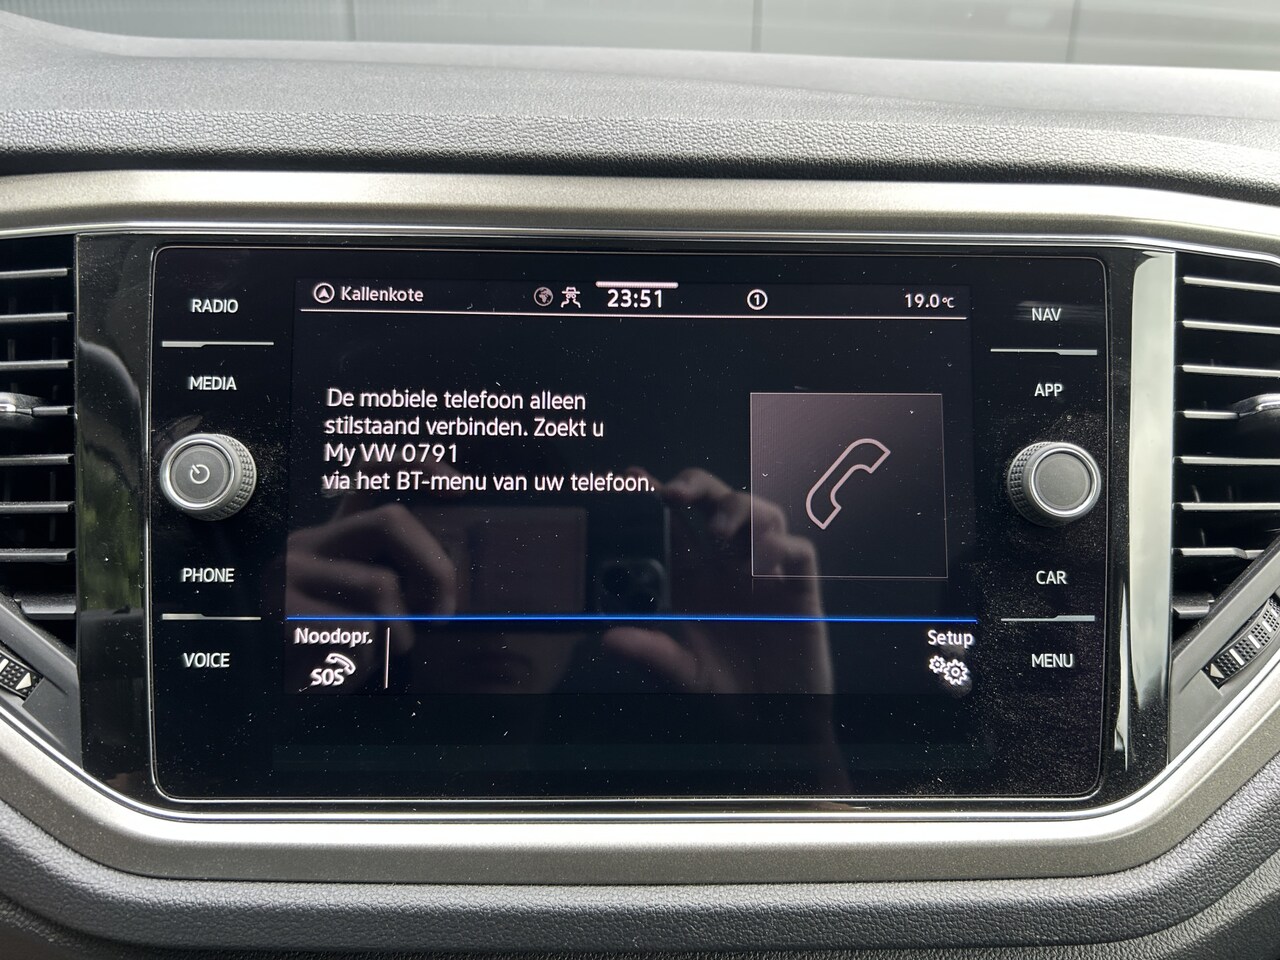 Kallenkote
23:51
1
19.0°C
RADIO
MEDIA
PHONE
VOICE
De mobiele telefoon alleen
stilstaand verbinden. Zoekt u
My VW 0791
via het BT-menu van uw telefoon.
Noodopr.
SOS
Setup
NAV
APP
CAR
MENU